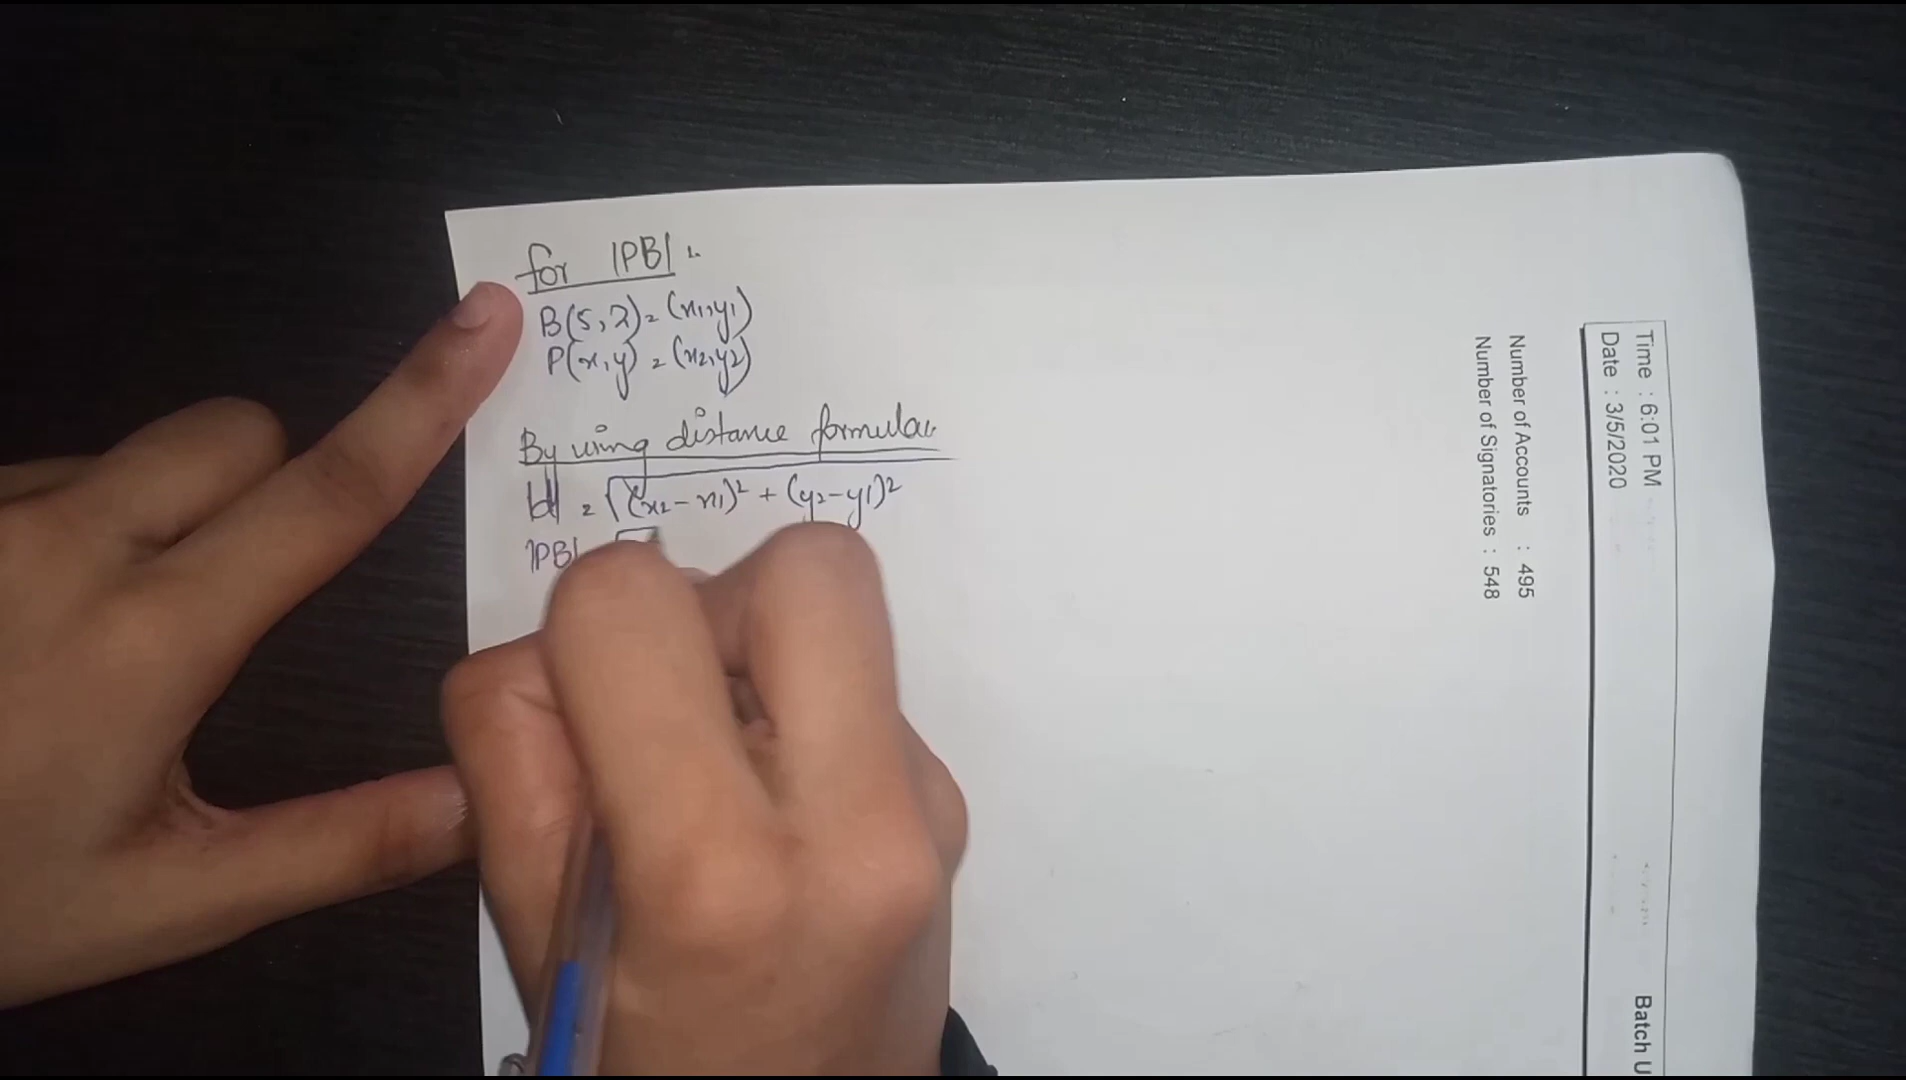 for |PB| :
B(5,2) = (x1,y1)
P(x,y) = (x2,y2)
By using distance formula
|d| = √(x2-x1)² + (y2-y1)²
|PB|
Time : 6:01 PM
Date : 3/5/2020
Number of Accounts : 495
Number of Signatories : 548
Batch U